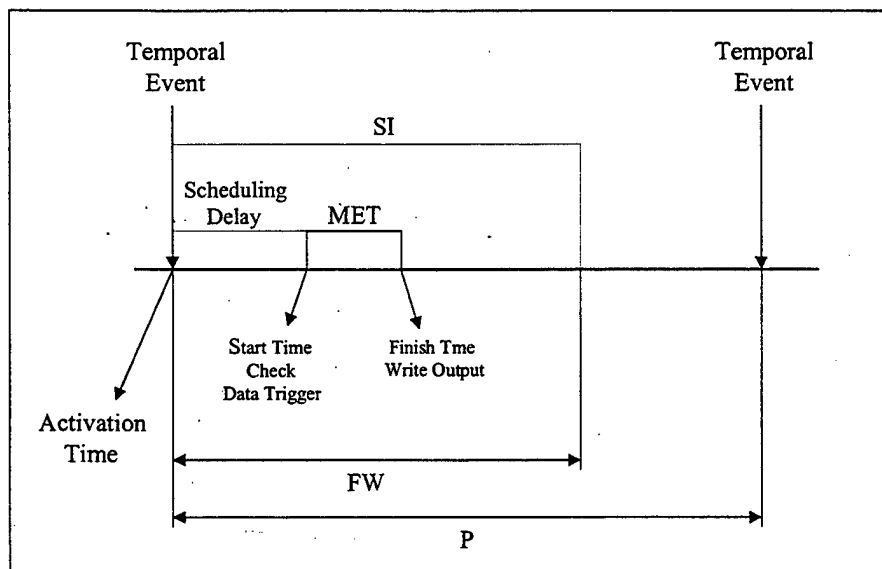 Temporal
Event
Temporal
Event
SI
Scheduling
Delay
MET
Start Time
Check
Data Trigger
Finish Tme
Write Output
Activation
Time
FW
P